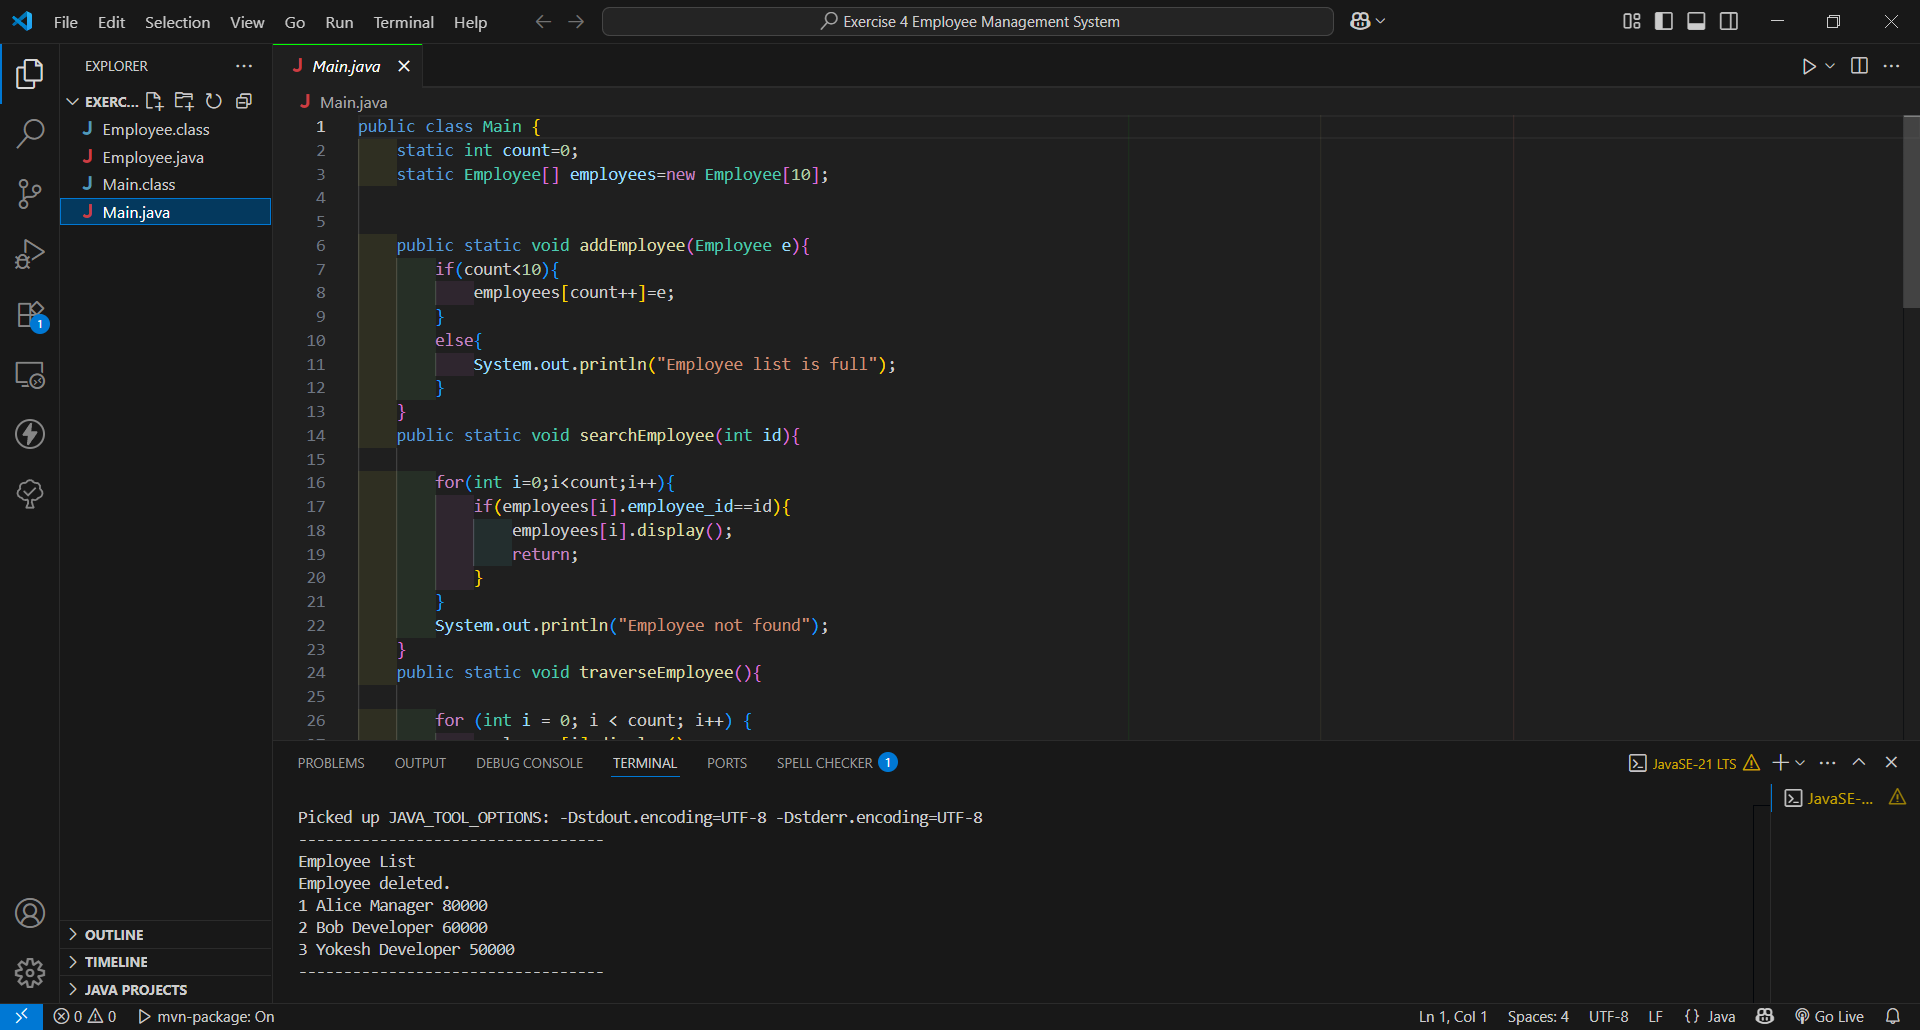 File Edit Selection View Go Run Terminal Help
Exercise 4 Employee Management System
EXPLORER
EXERC...
Employee.class
Employee.java
Main.class
Main.java
OUTLINE
TIMELINE
JAVA PROJECTS
1
Main.java
Main.java
1 public class Main {
2 static int count=0;
3 static Employee[] employees=new Employee[10];
4
5
6 public static void addEmployee(Employee e){
7 if(count<10){
8 employees[count++]=e;
9 }
10 else{
11 System.out.println("Employee list is full");
12 }
13 }
14 public static void searchEmployee(int id){
15
16 for(int i=0;i<count;i++){
17 if(employees[i].employee_id==id){
18 employees[i].display();
19 return;
20 }
21 }
22 System.out.println("Employee not found");
23 }
24 public static void traverseEmployee(){
25
26 for (int i = 0; i < count; i++) {
PROBLEMS OUTPUT DEBUG CONSOLE TERMINAL PORTS SPELL CHECKER 1
JavaSE-21 LTS
JavaSE-...
Picked up JAVA_TOOL_OPTIONS: -Dstdout.encoding=UTF-8 -Dstderr.encoding=UTF-8
----------------------------------
Employee List
Employee deleted.
1 Alice Manager 80000
2 Bob Developer 60000
3 Yokesh Developer 50000
----------------------------------
0 0 mvn-package: On
Ln 1, Col 1 Spaces: 4 UTF-8 LF {} Java Go Live